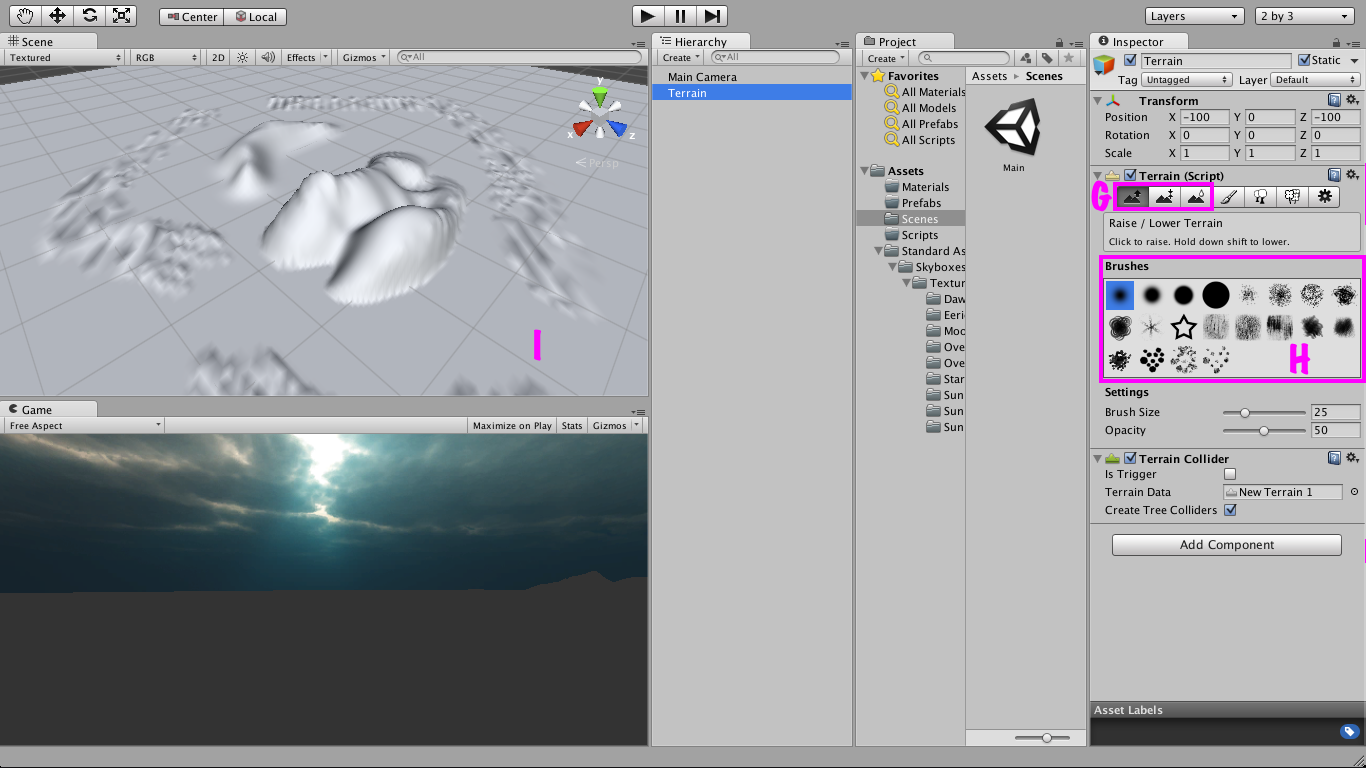 Center Local
Layers 2 by 3
Scene
Textured RGB 2D Effects Gizmos All
y
x z
Persp
I
Game
Free Aspect Maximize on Play Stats Gizmos
Hierarchy
Create All
Main Camera
Terrain
Project
Create
Favorites
All Materials
All Models
All Prefabs
All Scripts
Assets
Materials
Prefabs
Scenes
Scripts
Standard As
Skyboxes
Textur
Daw
Eeri
Moo
Ove
Ove
Star
Sun
Sun
Sun
Assets Scenes
Main
Inspector
Terrain Static
Tag Untagged Layer Default
Transform
Position X -100 Y 0 Z -100
Rotation X 0 Y 0 Z 0
Scale X 1 Y 1 Z 1
Terrain (Script)
G
Raise / Lower Terrain
Click to raise. Hold down shift to lower.
Brushes
H
Settings
Brush Size 25
Opacity 50
Terrain Collider
Is Trigger
Terrain Data New Terrain 1
Create Tree Colliders
Add Component
Asset Labels